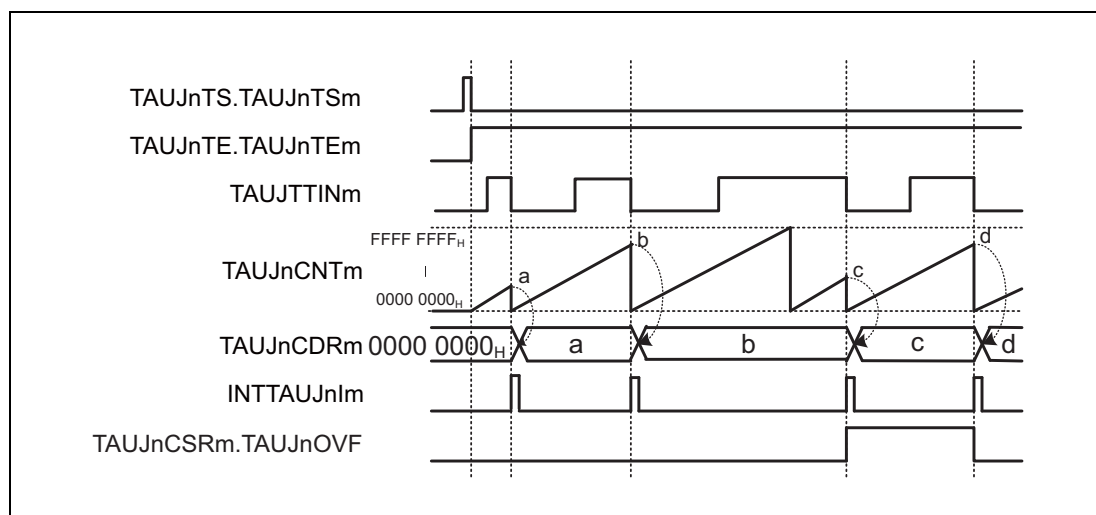 TAUJnTS.TAUJnTSm
TAUJnTE.TAUJnTEm
TAUJTTINm
FFFF FFFFH
TAUJnCNTm
0000 0000H
a
b
c
d
TAUJnCDRm 0000 0000H a b c d
INTTAUJnIm
TAUJnCSRm.TAUJnOVF